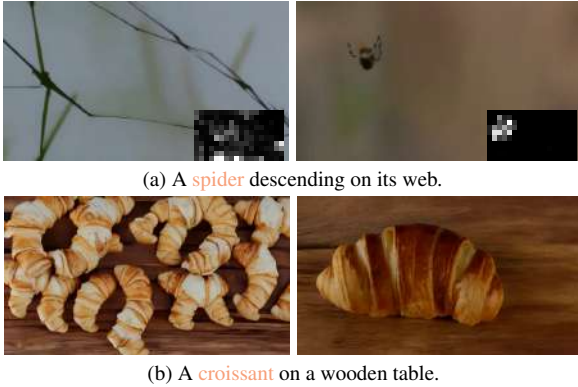 (a) A spider descending on its web.
(b) A croissant on a wooden table.